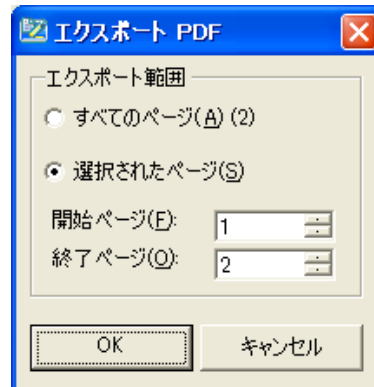 エクスポート PDF
エクスポート範囲
すべてのページ(A) (2)
選択されたページ(S)
開始ページ(F): 1
終了ページ(O): 2
OK キャンセル